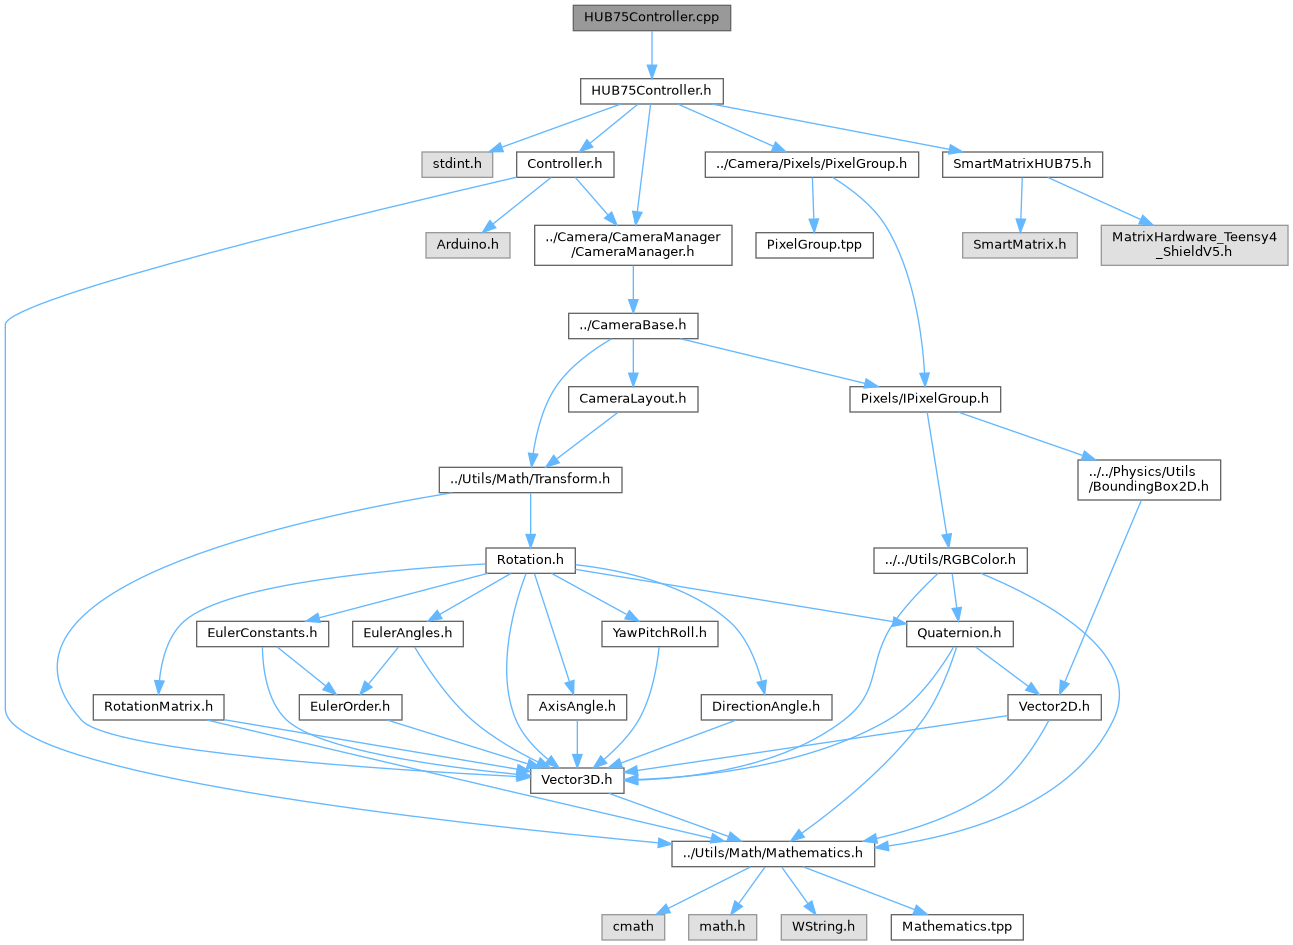 HUB75Controller.cpp
HUB75Controller.h
stdint.h
Controller.h
../Camera/Pixels/PixelGroup.h
SmartMatrixHUB75.h
Arduino.h
../Camera/CameraManager
/CameraManager.h
PixelGroup.tpp
SmartMatrix.h
MatrixHardware_Teensy4
_ShieldV5.h
../CameraBase.h
CameraLayout.h
Pixels/IPixelGroup.h
../Utils/Math/Transform.h
../../Physics/Utils
/BoundingBox2D.h
Rotation.h
../../Utils/RGBColor.h
EulerConstants.h
EulerAngles.h
YawPitchRoll.h
Quaternion.h
RotationMatrix.h
EulerOrder.h
AxisAngle.h
DirectionAngle.h
Vector2D.h
Vector3D.h
../Utils/Math/Mathematics.h
cmath
math.h
WString.h
Mathematics.tpp